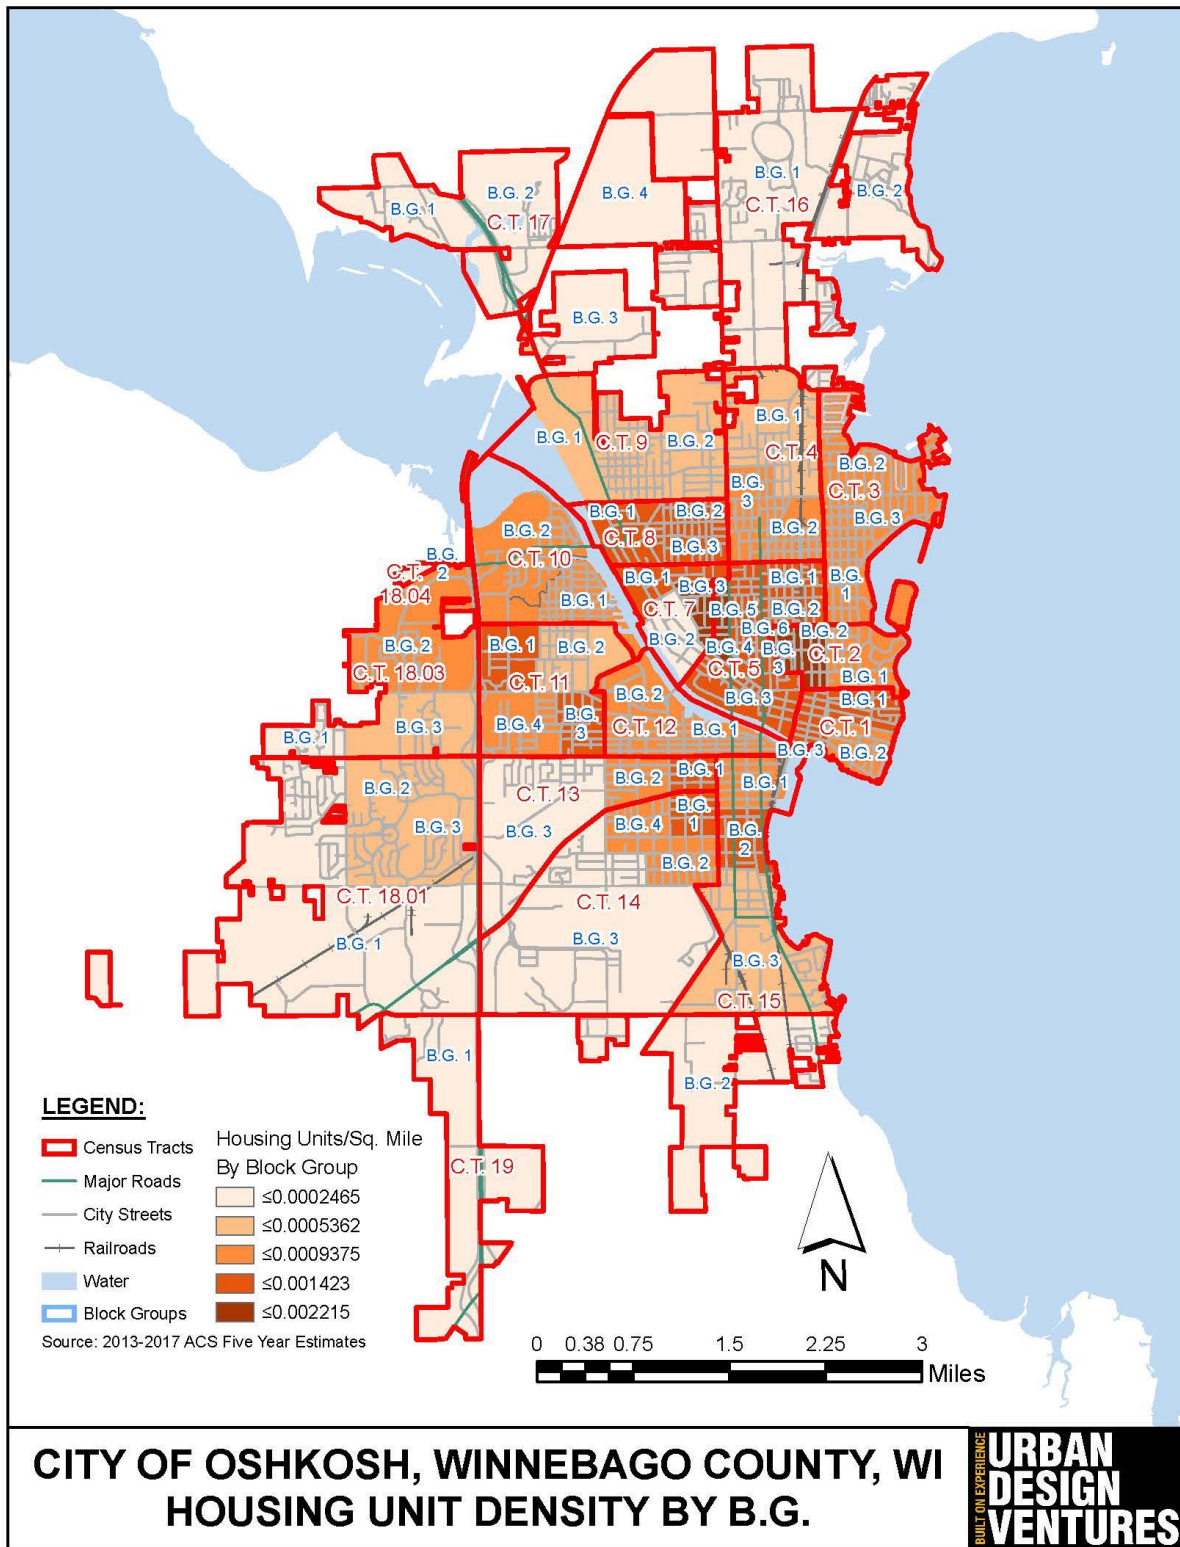 B.G. 2
B.G. 1
C.T. 17
B.G. 4
B.G. 1
C.T. 16
B.G. 2
B.G. 3
B.G. 1
C.T. 9
B.G. 2
B.G. 1
C.T. 4
B.G. 2
C.T. 3
B.G. 3
B.G.
3
B.G. 2
B.G. 1
B.G. 2
C.T. 8
B.G. 3
B.G. 2
C.T. 10
B.G. 1
B.G.
2
C.T.
18.04
B.G. 1
B.G. 3
C.T. 7
B.G. 2
B.G. 1
B.G. 5
B.G. 2
B.G. 6
B.G. 4
B.G.
3
C.T. 5
B.G. 3
B.G.
1
B.G. 2
C.T. 2
B.G. 1
B.G. 2
C.T. 18.03
B.G. 3
B.G. 1
B.G. 1
B.G. 2
C.T. 11
B.G. 4
B.G.
3
B.G. 2
C.T. 12
B.G. 1
B.G. 1
C.T. 1
B.G. 2
B.G. 3
B.G. 2
B.G. 3
C.T. 18.01
B.G. 1
C.T. 13
B.G. 3
B.G. 2
B.G. 1
B.G.
1
B.G. 4
B.G. 2
C.T. 14
B.G. 3
B.G. 1
B.G.
2
B.G. 3
C.T. 15
B.G. 2
B.G. 1
C.T. 19
LEGEND:
Census Tracts
Major Roads
City Streets
Railroads
Water
Block Groups
Housing Units/Sq. Mile
By Block Group
≤0.0002465
≤0.0005362
≤0.0009375
≤0.001423
≤0.002215
Source: 2013-2017 ACS Five Year Estimates
N
0 0.38 0.75 1.5 2.25 3
Miles
CITY OF OSHKOSH, WINNEBAGO COUNTY, WI
HOUSING UNIT DENSITY BY B.G.
BUILT ON EXPERIENCE
URBAN
DESIGN
VENTURES